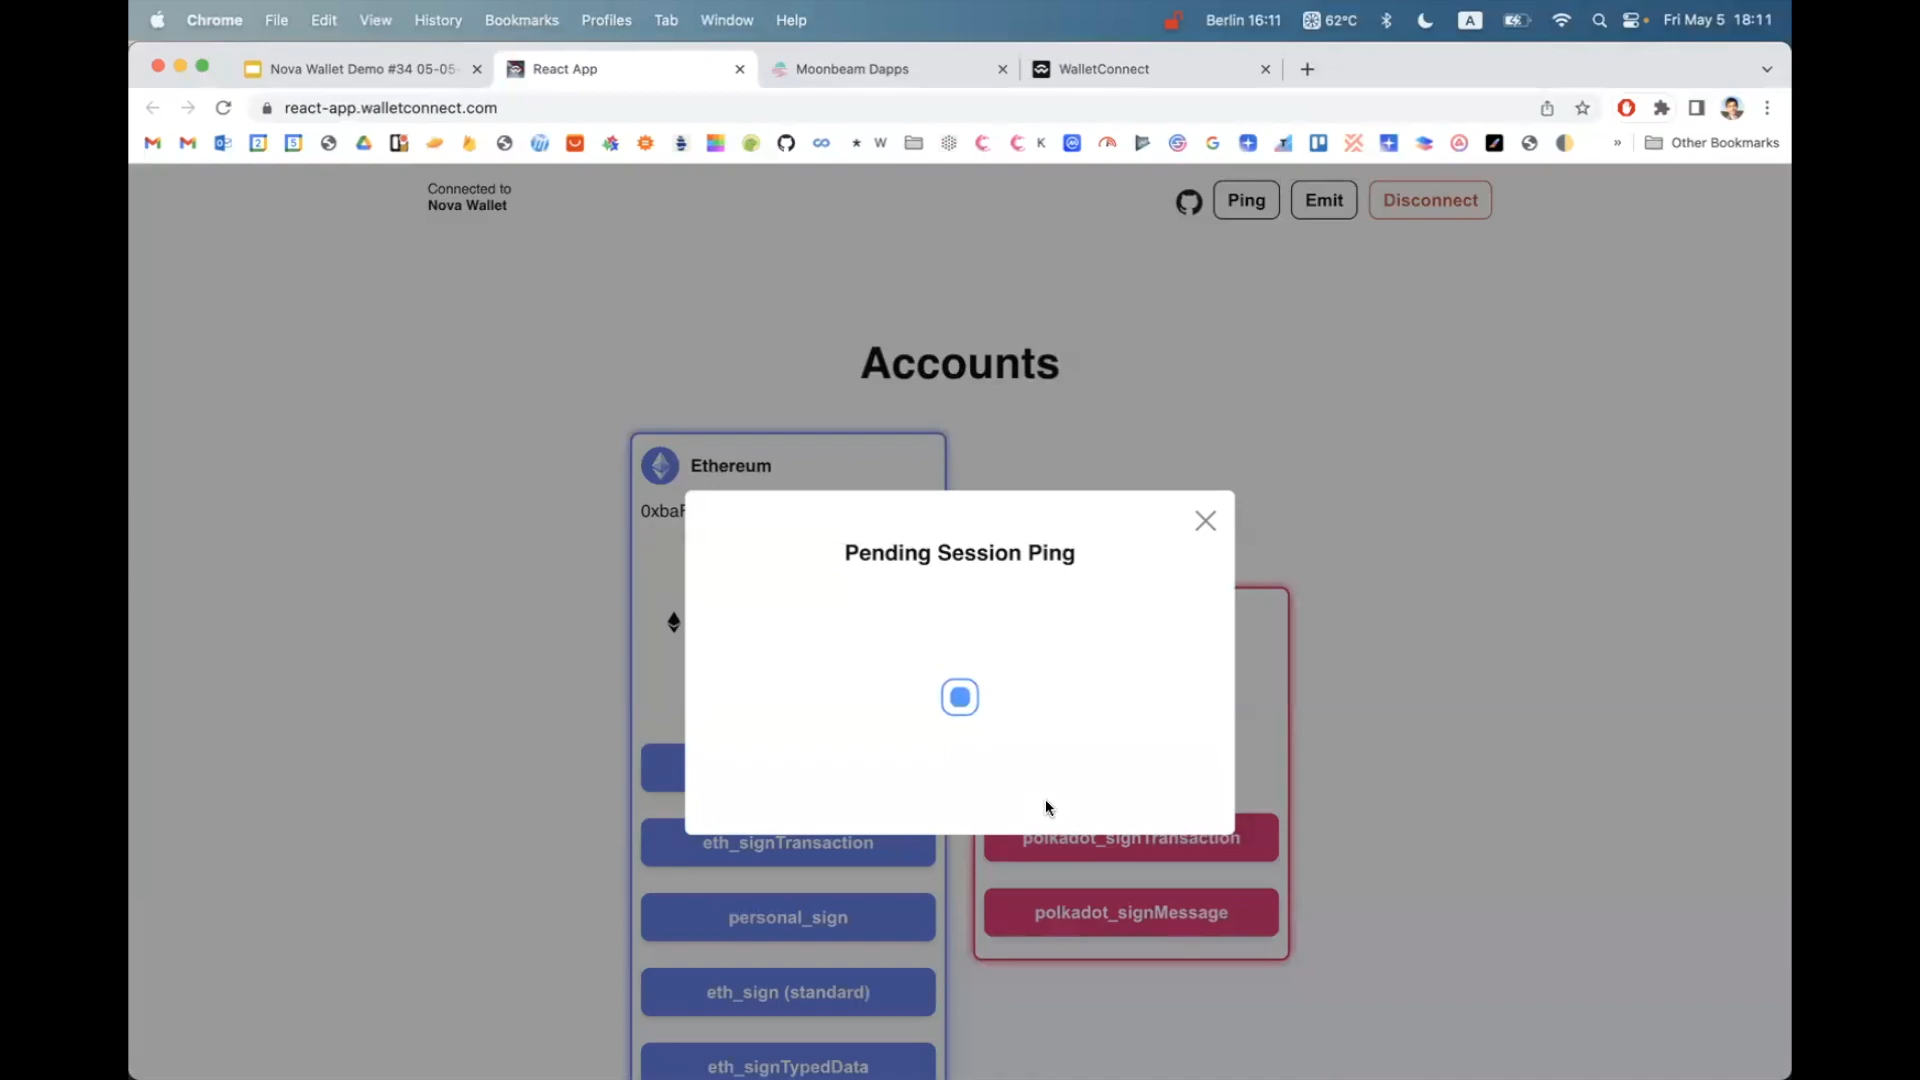 Chrome File Edit View History Bookmarks Profiles Tab Window Help Berlin 16:11 62°C A Fri May 5 18:11
Nova Wallet Demo #34 05-05- React App Moonbeam Dapps WalletConnect
react-app.walletconnect.com
W K Other Bookmarks
Connected to
Nova Wallet
Ping Emit Disconnect
Accounts
Ethereum
0xba
Pending Session Ping
eth_signTransaction
polkadot_signTransaction
personal_sign
polkadot_signMessage
eth_sign (standard)
eth_signTypedData